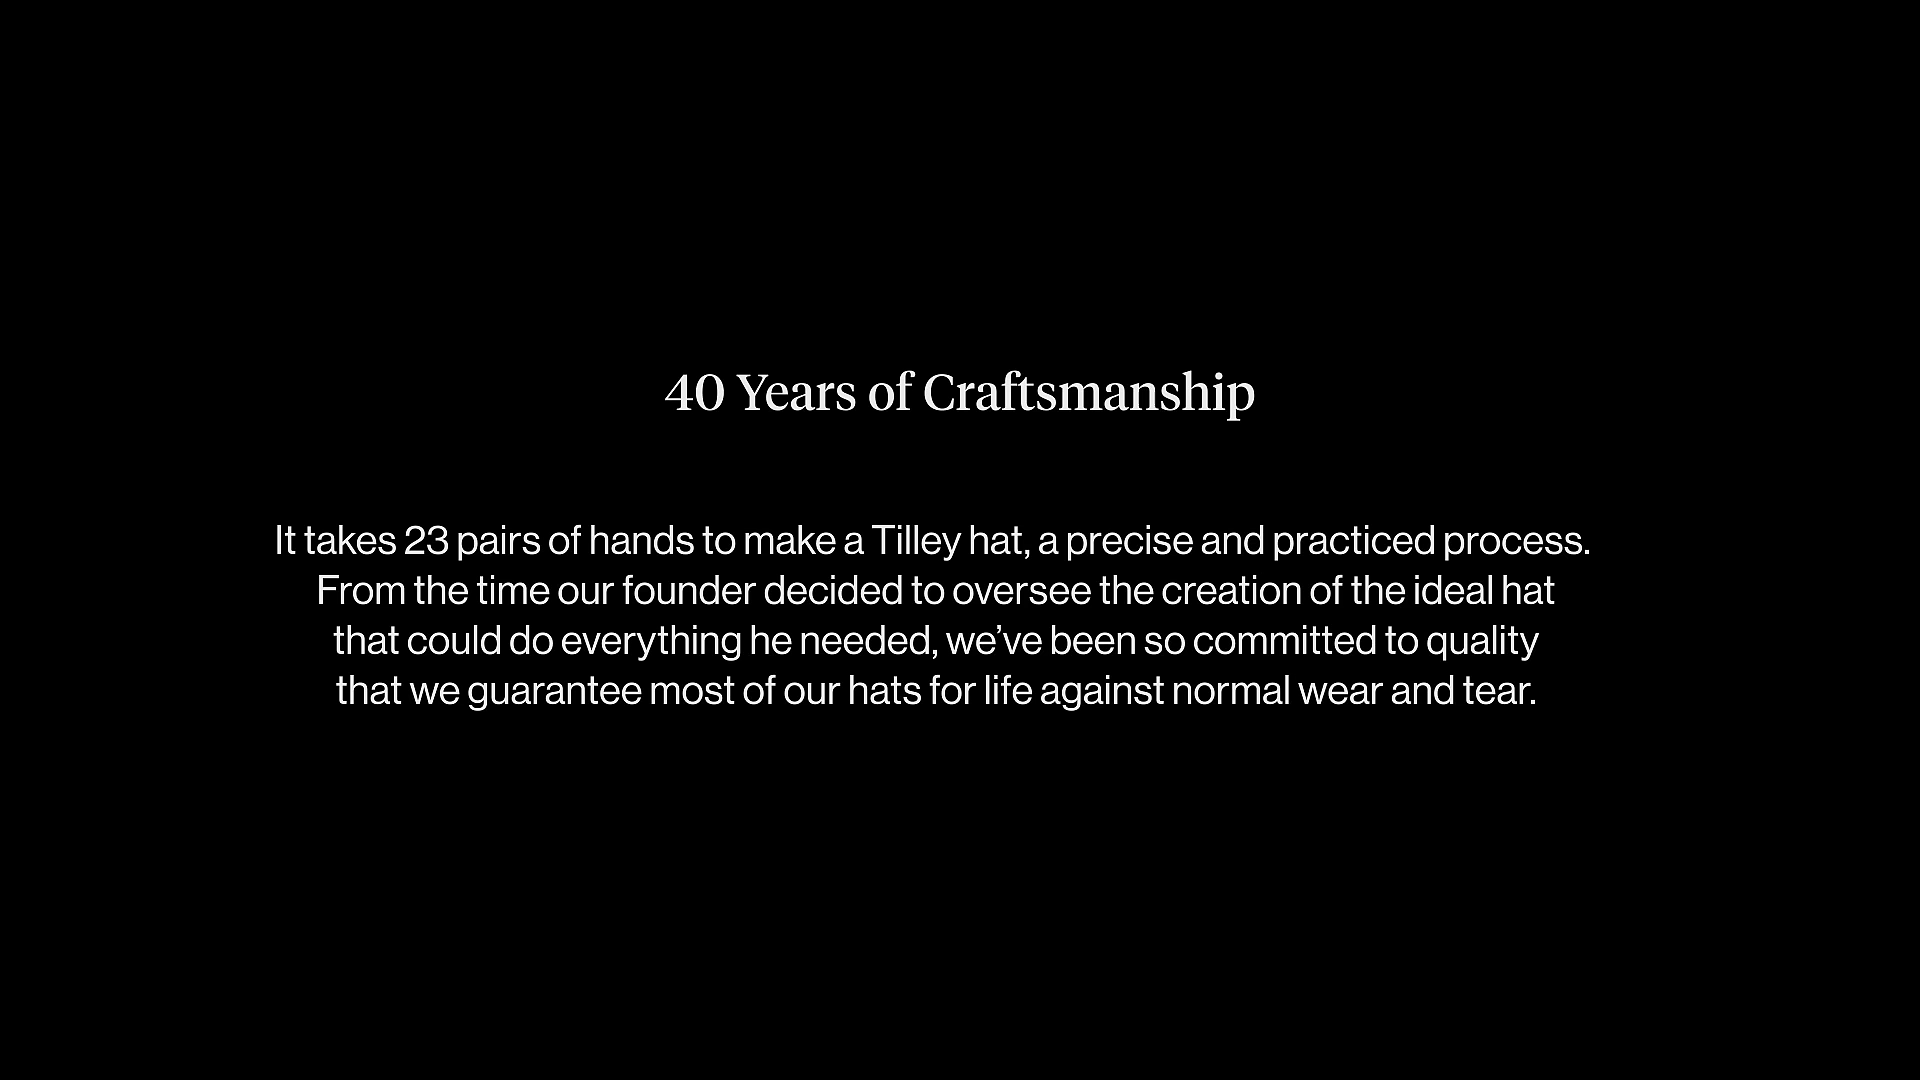 40 Years of Craftsmanship
It takes 23 pairs of hands to make a Tilley hat, a precise and practiced process.
From the time our founder decided to oversee the creation of the ideal hat
that could do everything he needed, we’ve been so committed to quality
that we guarantee most of our hats for life against normal wear and tear.